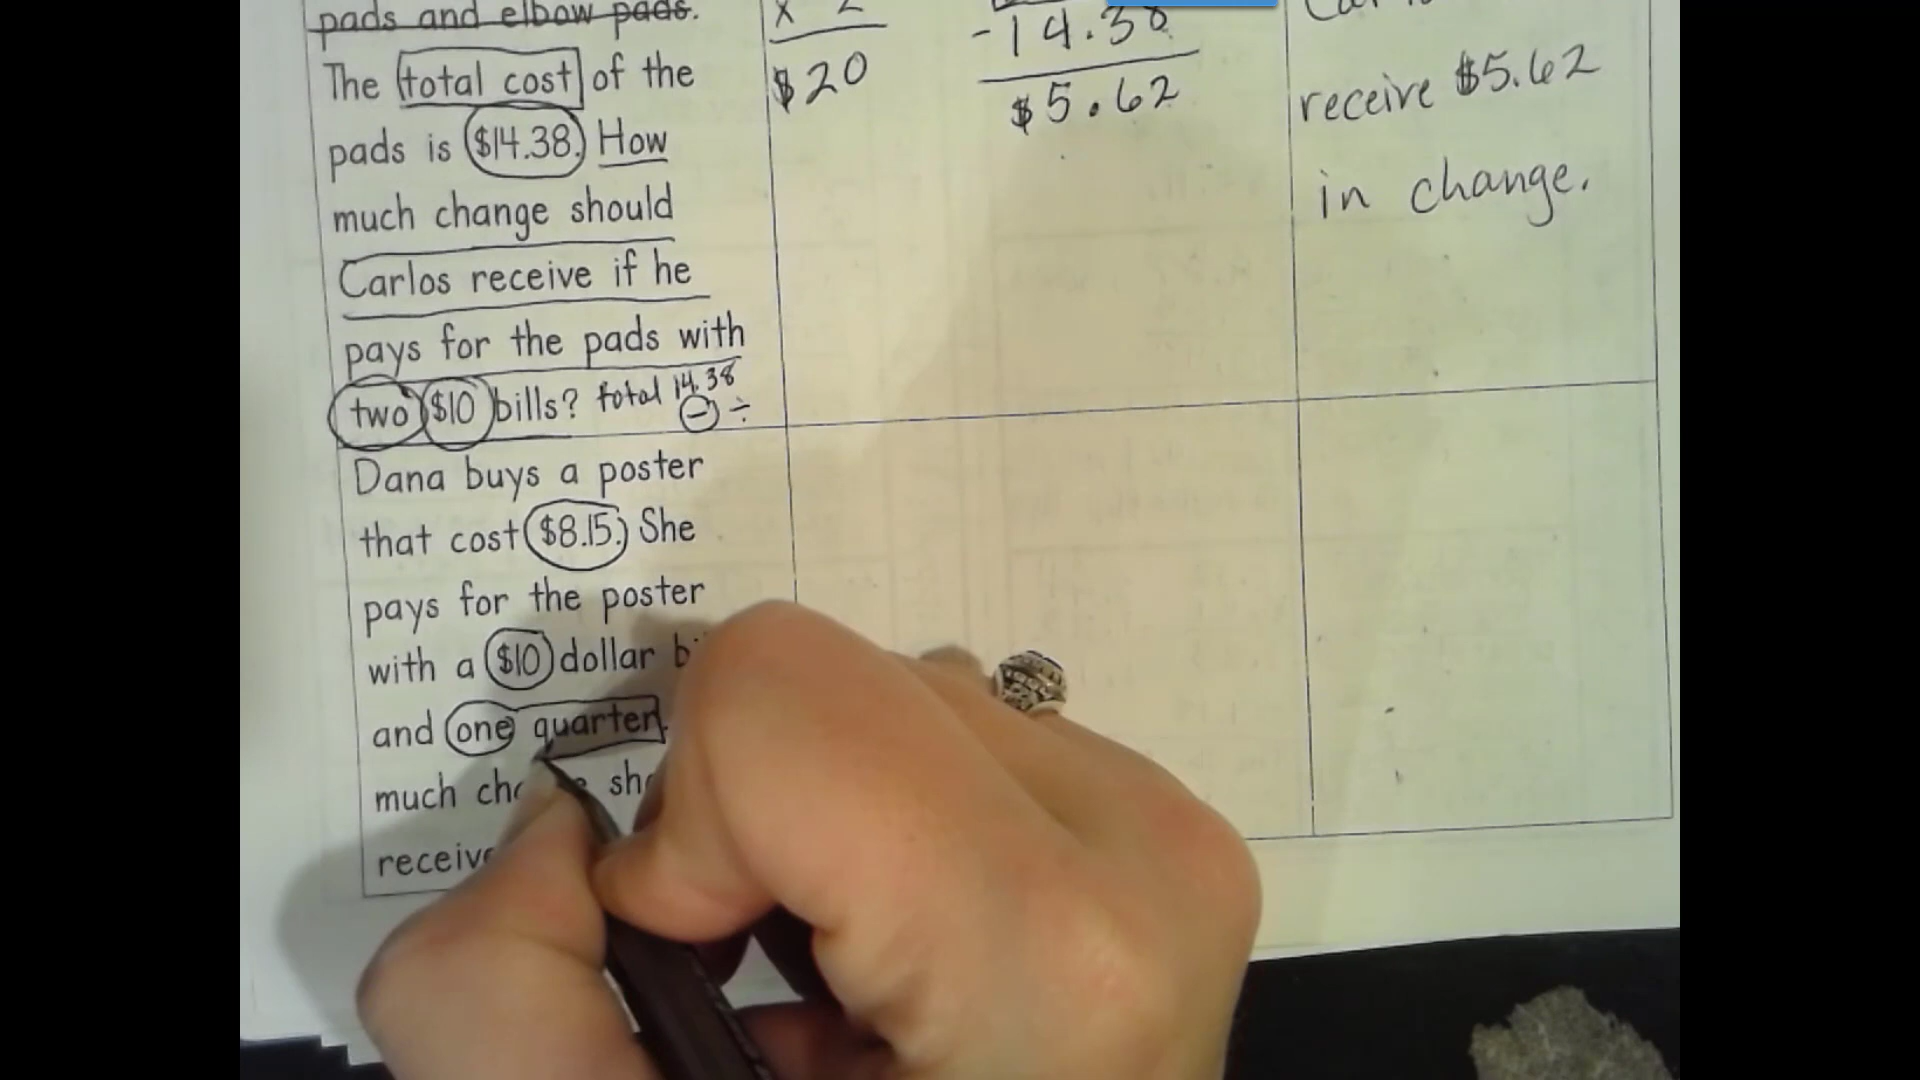 pads and elbow pads.
The total cost of the
pads is $14.38. How
much change should
Carlos receive if he
pays for the pads with
two $10 bills? total 14.38
- ÷
x 2
$20
-14.38
$5.62
receive $5.62
in change.
Dana buys a poster
that cost $8.15. She
pays for the poster
with a $10 dollar
and one quarter.
much